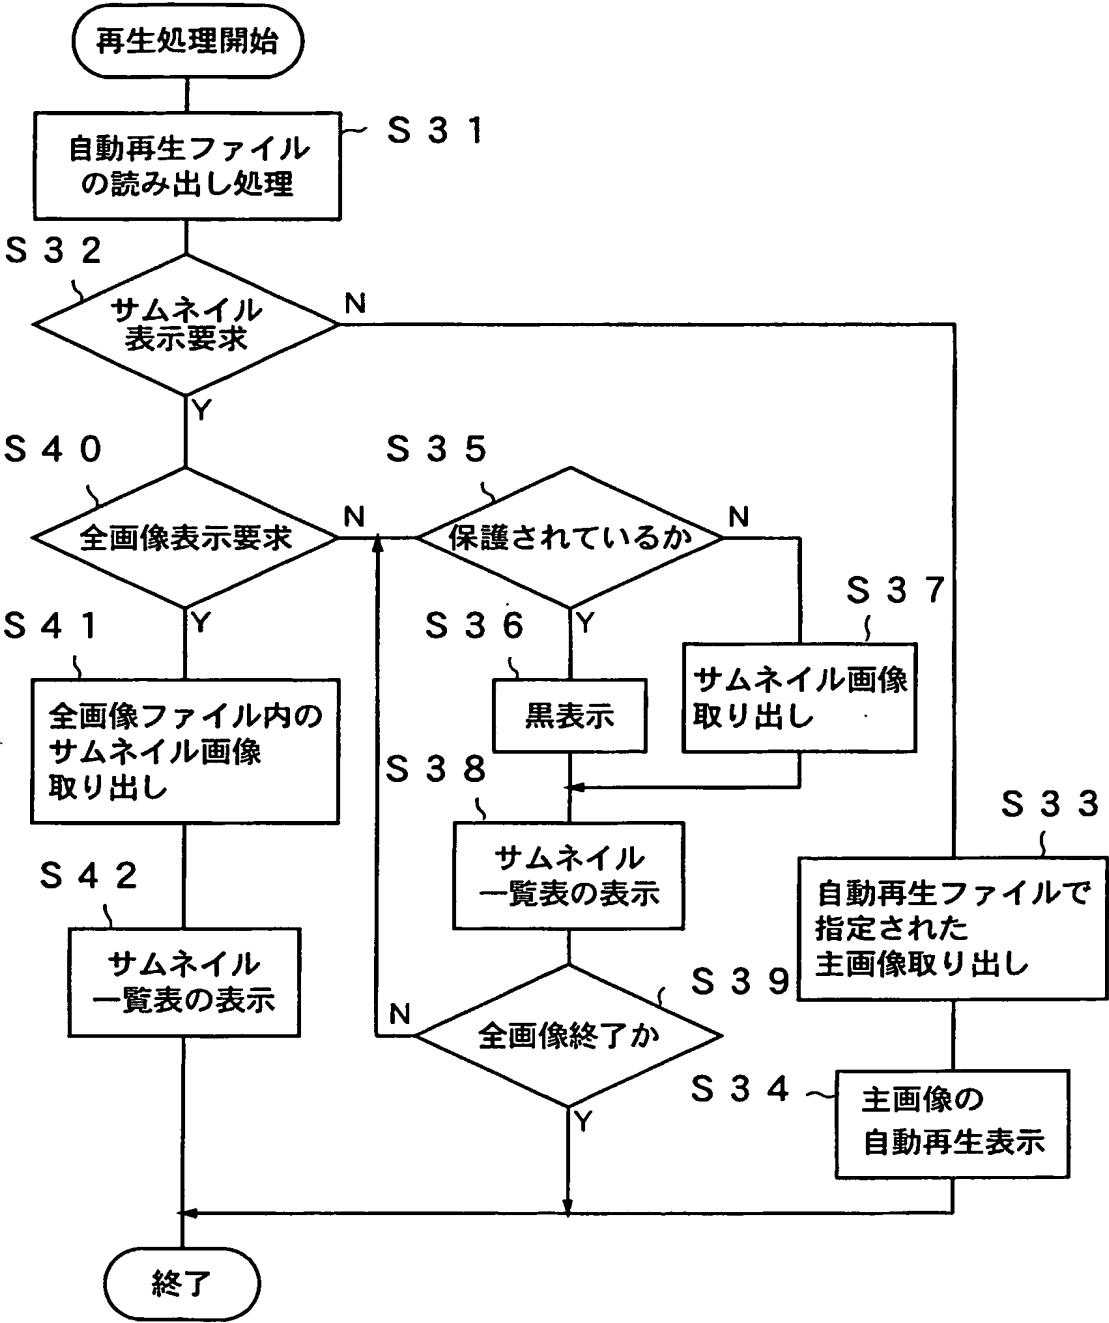 再生処理開始
S31
自動再生ファイル
の読み出し処理
S32
サムネイル
表示要求
N
Y
S40
全画像表示要求
N
Y
S35
保護されているか
N
Y
S36
黒表示
S37
サムネイル画像
取り出し
S41
全画像ファイル内の
サムネイル画像
取り出し
S38
サムネイル
一覧表の表示
S42
サムネイル
一覧表の表示
S39
全画像終了か
N
Y
S33
自動再生ファイルで
指定された
主画像取り出し
S34
主画像の
自動再生表示
終了